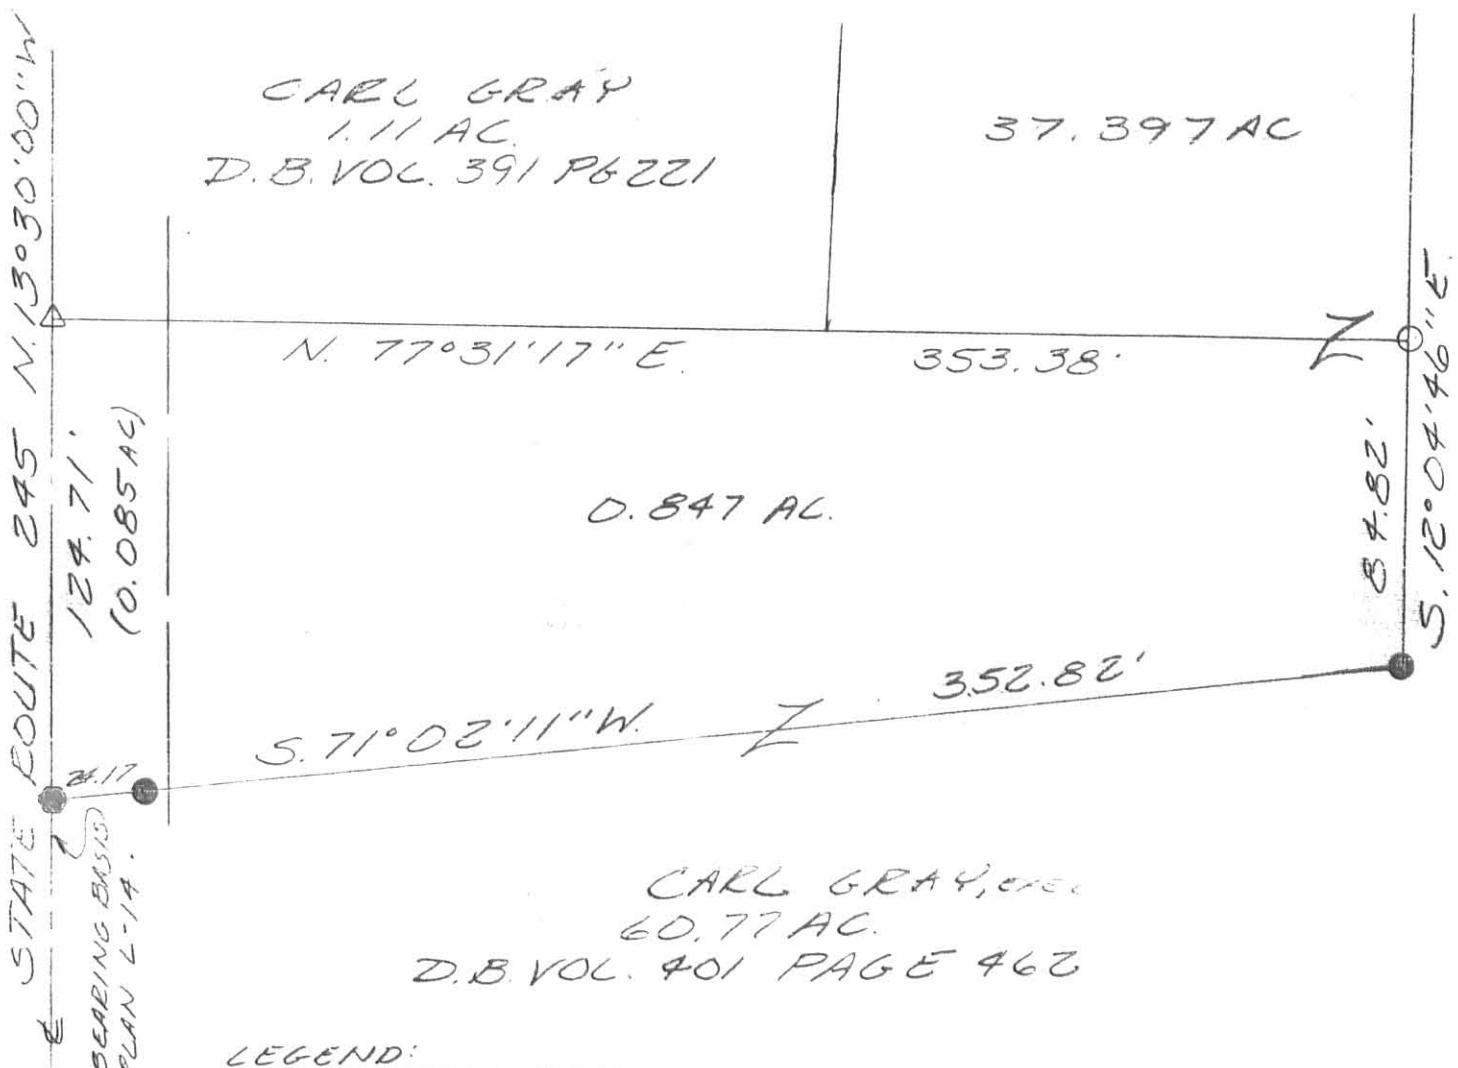 CARL GRAY
1.11 AC.
D.B. VOL. 391 PG 221
37.397 AC
STATE ROUTE 245 N. 13°30'00" W
N. 77°31'17" E.
353.38'
124.71'
(0.085 AC)
0.847 AC.
84.82'
S. 12°04'46" E.
S. 71°02'11" W.
352.82'
24.17
BEARING BASIS
PLAN L-14.
CARL GRAY,
60.77 AC.
D.B. VOL. 401 PAGE 462
LEGEND: